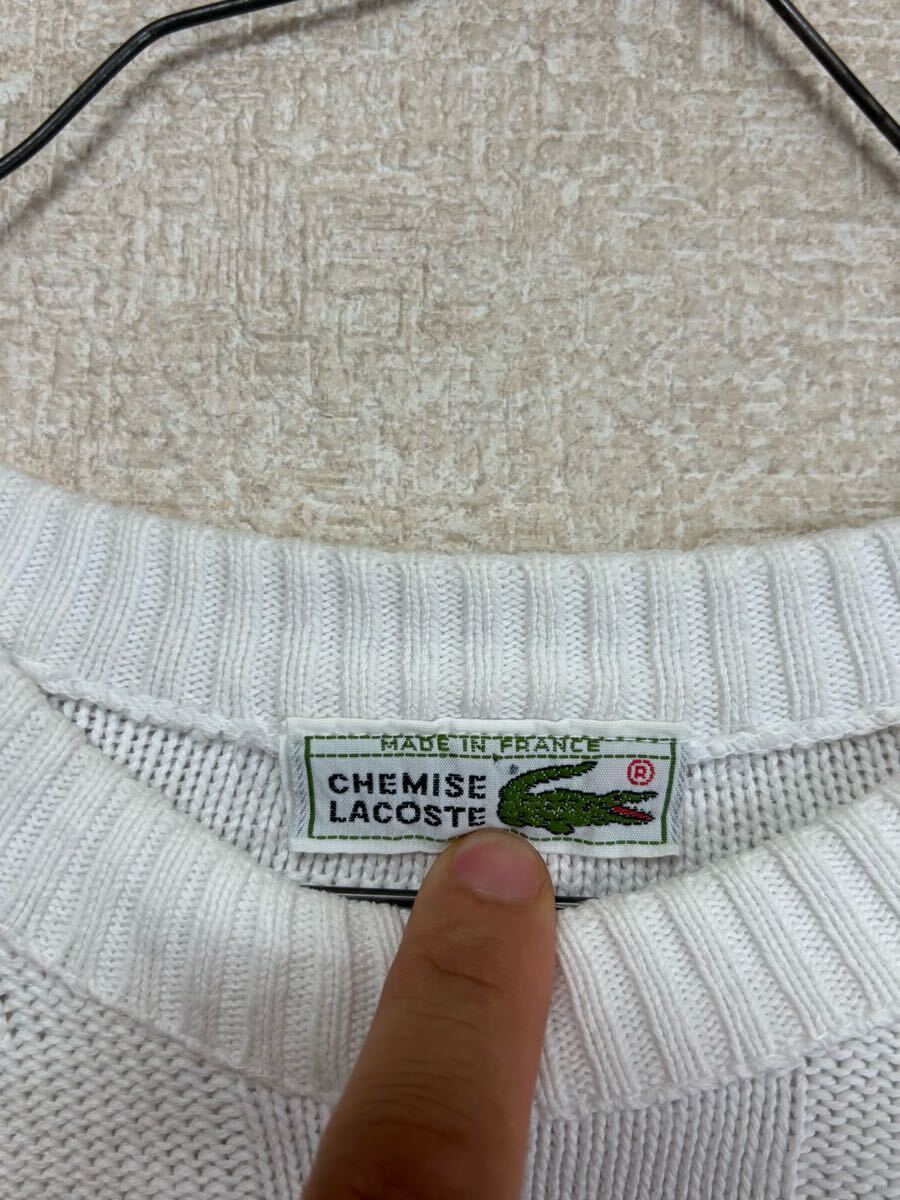 MADE IN FRANCE
CHEMISE
LACOSTE
®